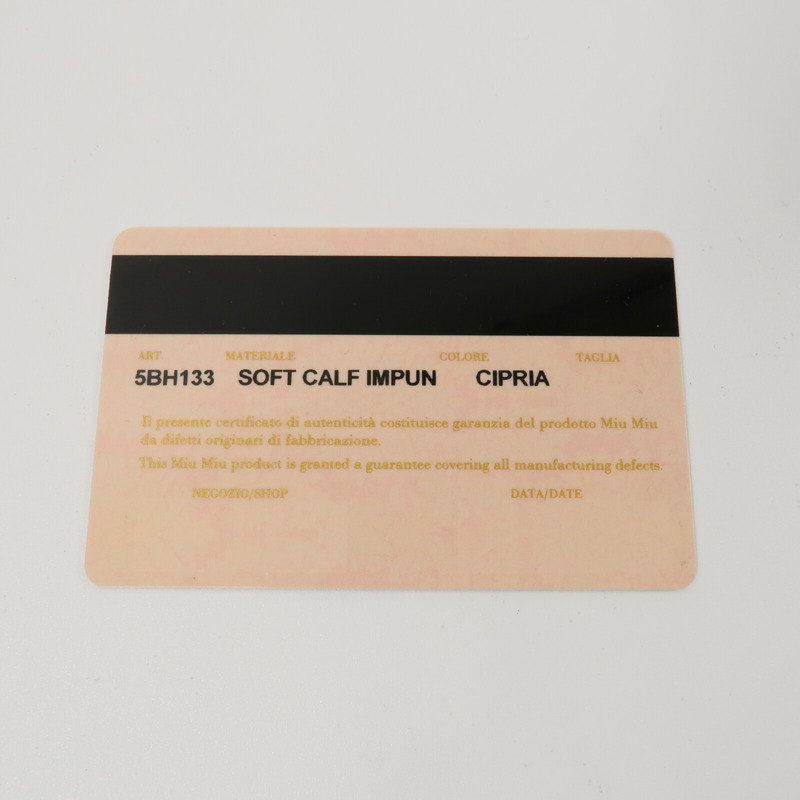 ART MATERIALE COLORE TAGLIA
5BH133 SOFT CALF IMPUN CIPRIA
Il presente certificato di autenticità costituisce garanzia del prodotto Miu Miu
da difetti originari di fabbricazione.
This Miu Miu product is granted a guarantee covering all manufacturing defects.
NEGOZIO/SHOP DATA/DATE